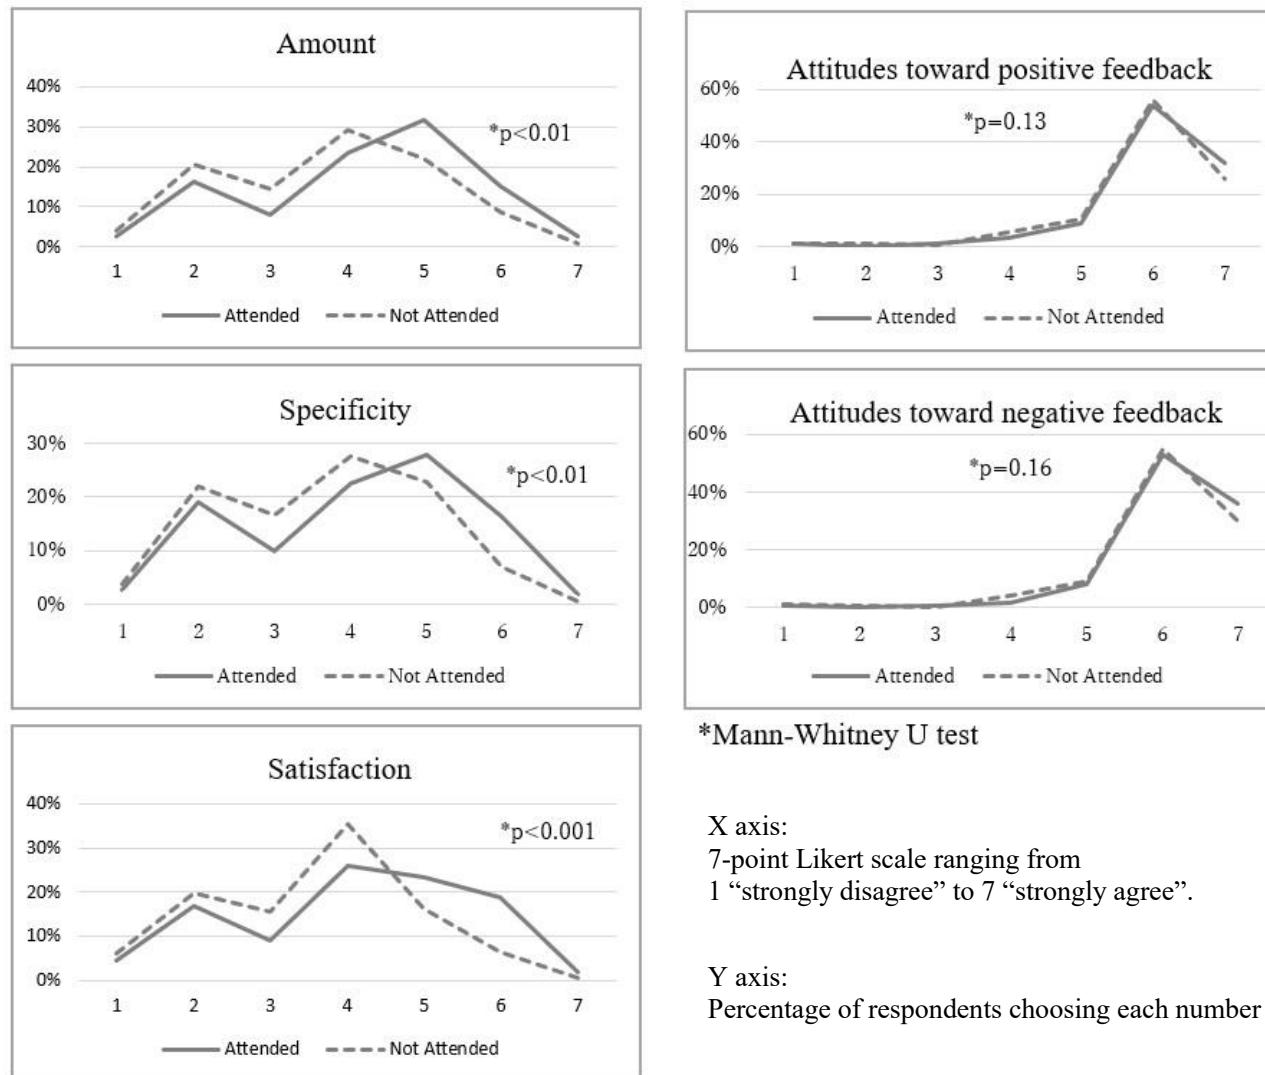 Amount
40%
30%
20%
10%
0%
*p<0.01
1 2 3 4 5 6 7
Attended Not Attended
Attitudes toward positive feedback
60%
40%
20%
0%
*p=0.13
1 2 3 4 5 6 7
Attended Not Attended
Specificity
30%
20%
10%
0%
*p<0.01
1 2 3 4 5 6 7
Attended Not Attended
Attitudes toward negative feedback
60%
40%
20%
0%
*p=0.16
1 2 3 4 5 6 7
Attended Not Attended
Satisfaction
40%
30%
20%
10%
0%
*p<0.001
1 2 3 4 5 6 7
Attended Not Attended
*Mann-Whitney U test
X axis:
7-point Likert scale ranging from
1 “strongly disagree” to 7 “strongly agree”.
Y axis:
Percentage of respondents choosing each number